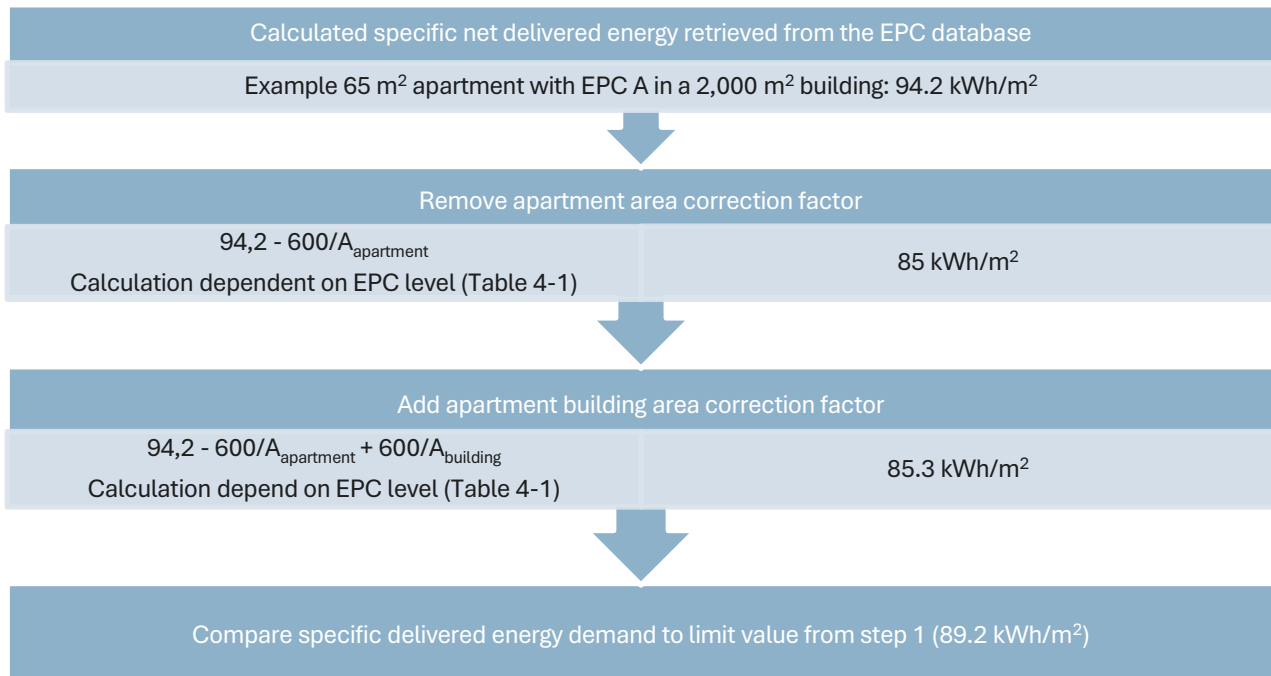 Calculated specific net delivered energy retrieved from the EPC database
Example 65 m² apartment with EPC A in a 2,000 m² building: 94.2 kWh/m²
Remove apartment area correction factor
94,2 - 600/A_apartment
Calculation dependent on EPC level (Table 4-1)
85 kWh/m²
Add apartment building area correction factor
94,2 - 600/A_apartment + 600/A_building
Calculation depend on EPC level (Table 4-1)
85.3 kWh/m²
Compare specific delivered energy demand to limit value from step 1 (89.2 kWh/m²)